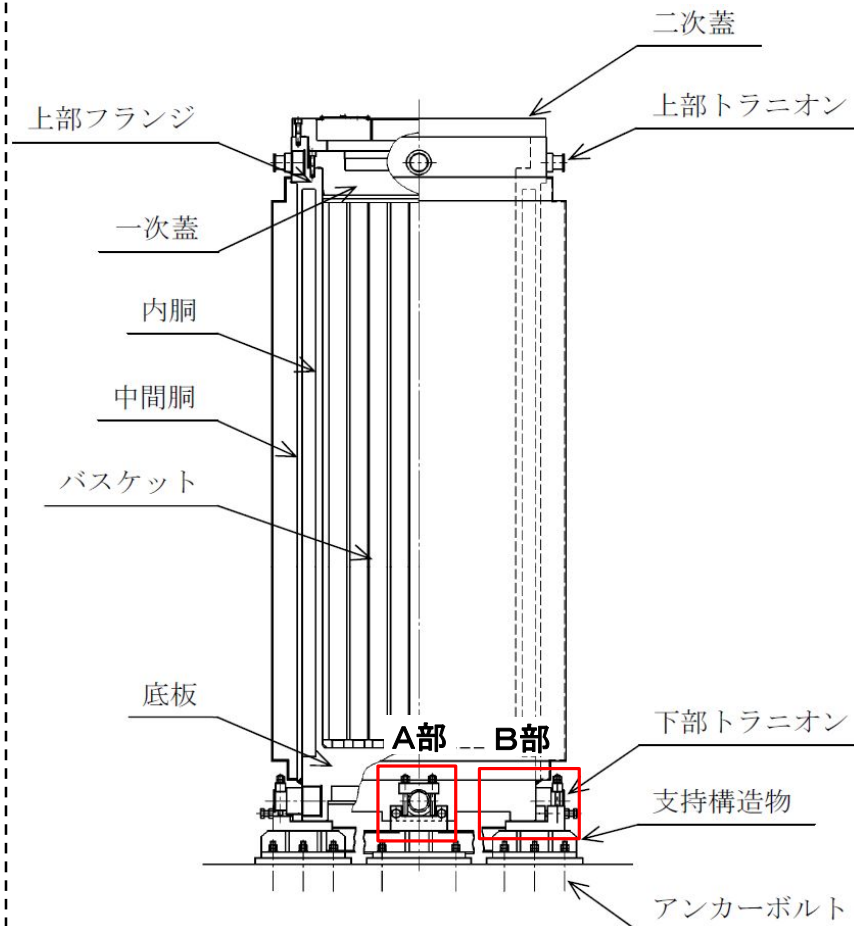 二次蓋
上部フランジ
上部トラニオン
一次蓋
内胴
中間胴
バスケット
底板
A部
B部
下部トラニオン
支持構造物
アンカーボルト